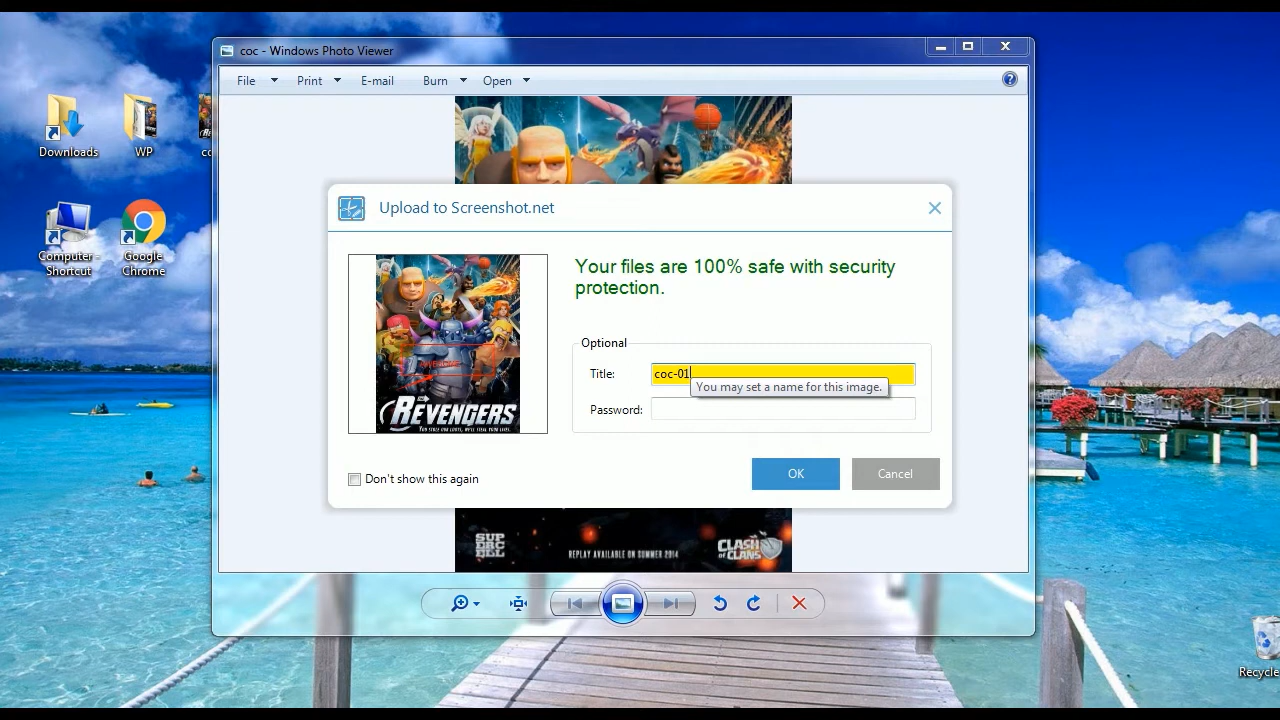 coc - Windows Photo Viewer
File
Print
E-mail
Burn
Open
Downloads
WP
Computer -
Shortcut
Google
Chrome
Upload to Screenshot.net
Your files are 100% safe with security
protection.
Optional
Title:
coc-01
You may set a name for this image.
Password:
Don't show this again
OK
Cancel
REVENGERS
SUPERCELL
REPLAY AVAILABLE ON SUMMER 2014
CLASH
OF CLANS
Recycle